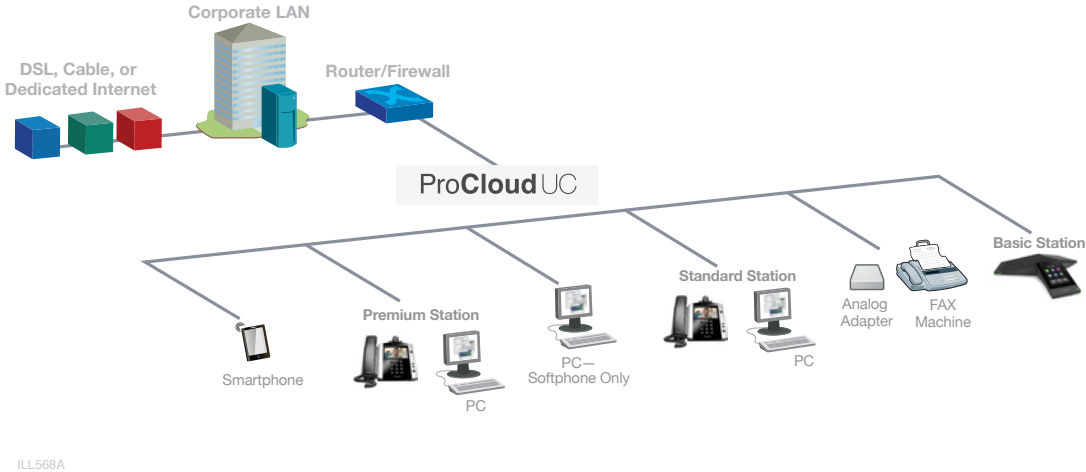 Corporate LAN
DSL, Cable, or
Dedicated Internet
Router/Firewall
ProCloud UC
Basic Station
Standard Station
Analog
Adapter
FAX
Machine
Premium Station
PC—
Softphone Only
PC
Smartphone
PC
ILL568A